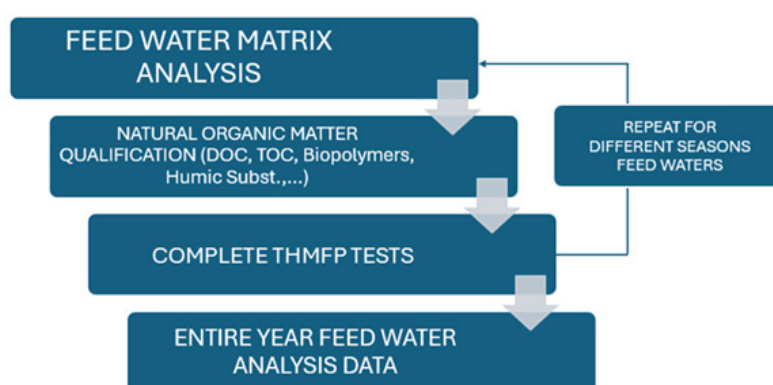 FEED WATER MATRIX
ANALYSIS
NATURAL ORGANIC MATTER
QUALIFICATION (DOC, TOC, Biopolymers,
Humic Subst.,...)
REPEAT FOR
DIFFERENT SEASONS
FEED WATERS
COMPLETE THMFP TESTS
ENTIRE YEAR FEED WATER
ANALYSIS DATA